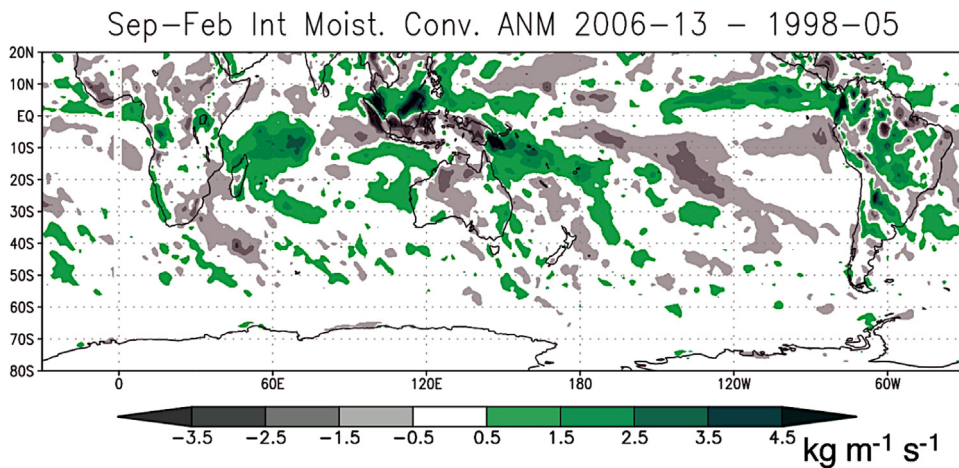 Sep-Feb Int Moist. Conv. ANM 2006-13 - 1998-05
20N
10N
EQ
10S
20S
30S
40S
50S
60S
70S
80S
0 60E 120E 180 120W 60W
-3.5 -2.5 -1.5 -0.5 0.5 1.5 2.5 3.5 4.5
kg m⁻¹ s⁻¹